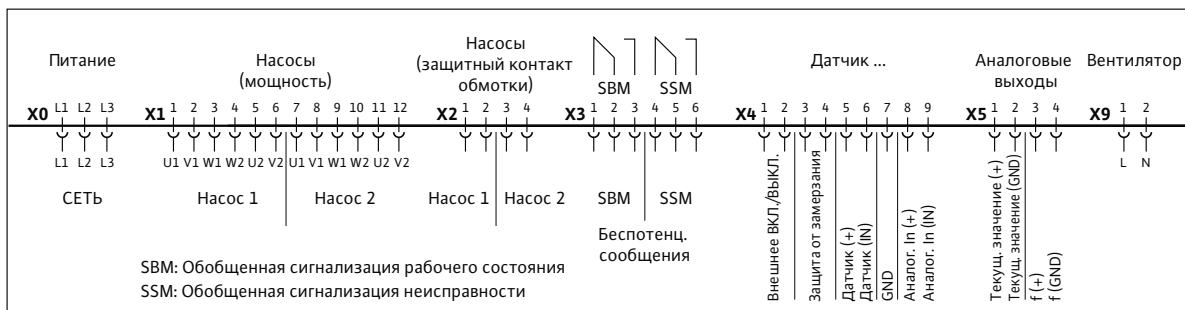 Питание
Насосы
(мощность)
Насосы
(защитный контакт
обмотки)
SBM SSM
Датчик ...
Аналоговые
выходы
Вентилятор
X0 L1 L2 L3 X1 1 2 3 4 5 6 7 8 9 10 11 12 X2 1 2 3 4 X3 1 2 3 4 5 6 X4 1 2 3 4 5 6 7 8 9 X5 1 2 3 4 X9 1 2
L1 L2 L3 U1 V1 W1 W2 U2 V2 U1 V1 W1 W2 U2 V2 L N
СЕТЬ Насос 1 Насос 2 Насос 1 Насос 2 SBM SSM
Беспотенц.
сообщения
Внешнее ВКЛ./ВЫКЛ.
Защита от замерзания
Датчик (+)
Датчик (IN)
GND
Аналог. In (+)
Аналог. In (IN)
Текущ. значение (+)
Текущ. значение (GND)
f (+)
f (GND)
SBM: Обобщенная сигнализация рабочего состояния
SSM: Обобщенная сигнализация неисправности